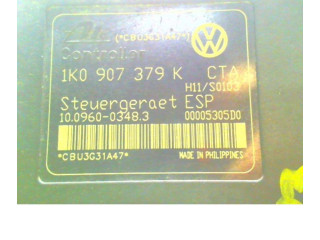 Ate (*CBU3G31A47*)
Controller
1K0 907 379 K CTA
H11/S0103
Steuergeraet ESP
10.0960-0348.3 00005305D0
*CBU3G31A47* MADE IN PHILIPPINES